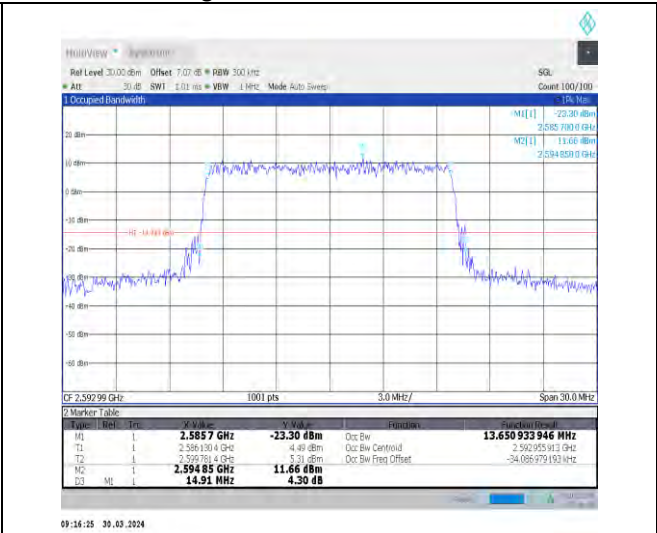 MultiView Spectrum
Ref Level 30.00 dBm Offset 7.07 dB RBW 300 kHz SGL
Att 30 dB SWT 1.01 ms VBW 1 MHz Mode Auto Sweep Count 100/100
1 Occupied Bandwidth 1Pk Max
M1[1] -23.30 dBm
2.585 700 0 GHz
M2[1] 11.66 dBm
2.594 850 0 GHz
20 dBm
10 dBm
0 dBm
-10 dBm
-20 dBm
-30 dBm
-40 dBm
-50 dBm
-60 dBm
CF 2.592 99 GHz 1001 pts 3.0 MHz/ Span 30.0 MHz
2 Marker Table
Type Ref Trc X-Value Y-Value Function Function Result
M1 1 2.5857 GHz -23.30 dBm Occ Bw 13.650 933 946 MHz
T1 1 2.586 130 4 GHz 4.49 dBm Occ Bw Centroid 2.592 955 913 GHz
T2 1 2.599 781 4 GHz 5.31 dBm Occ Bw Freq Offset -34.086 979 193 kHz
M2 1 2.594 85 GHz 11.66 dBm
D3 M1 1 14.91 MHz 4.30 dB
09:16:25 30.03.2024